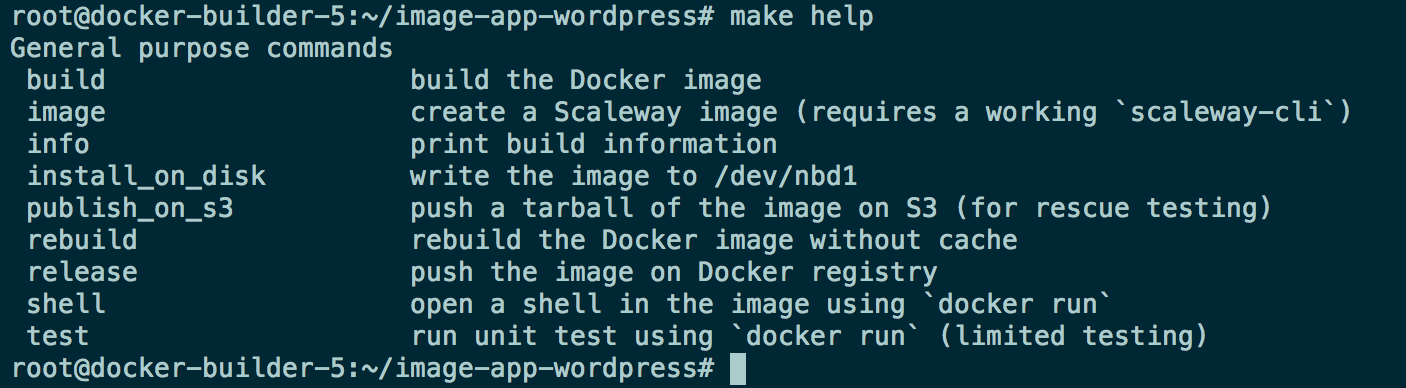 root@docker-builder-5:~/image-app-wordpress# make help
General purpose commands
 build                   build the Docker image
 image                   create a Scaleway image (requires a working `scaleway-cli`)
 info                    print build information
 install_on_disk         write the image to /dev/nbd1
 publish_on_s3           push a tarball of the image on S3 (for rescue testing)
 rebuild                 rebuild the Docker image without cache
 release                 push the image on Docker registry
 shell                   open a shell in the image using `docker run`
 test                    run unit test using `docker run` (limited testing)
root@docker-builder-5:~/image-app-wordpress#